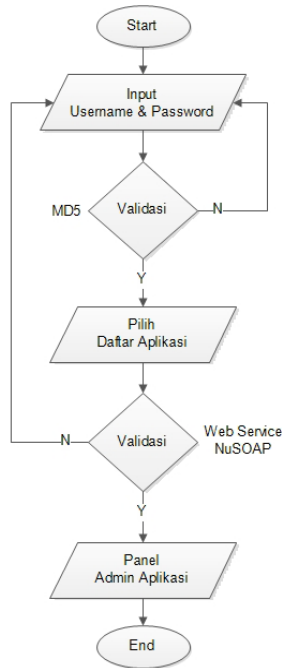 Start
Input
Username & Password
MD5
Validasi
N
Y
Pilih
Daftar Aplikasi
N
Validasi
Web Service
NuSOAP
Y
Panel
Admin Aplikasi
End